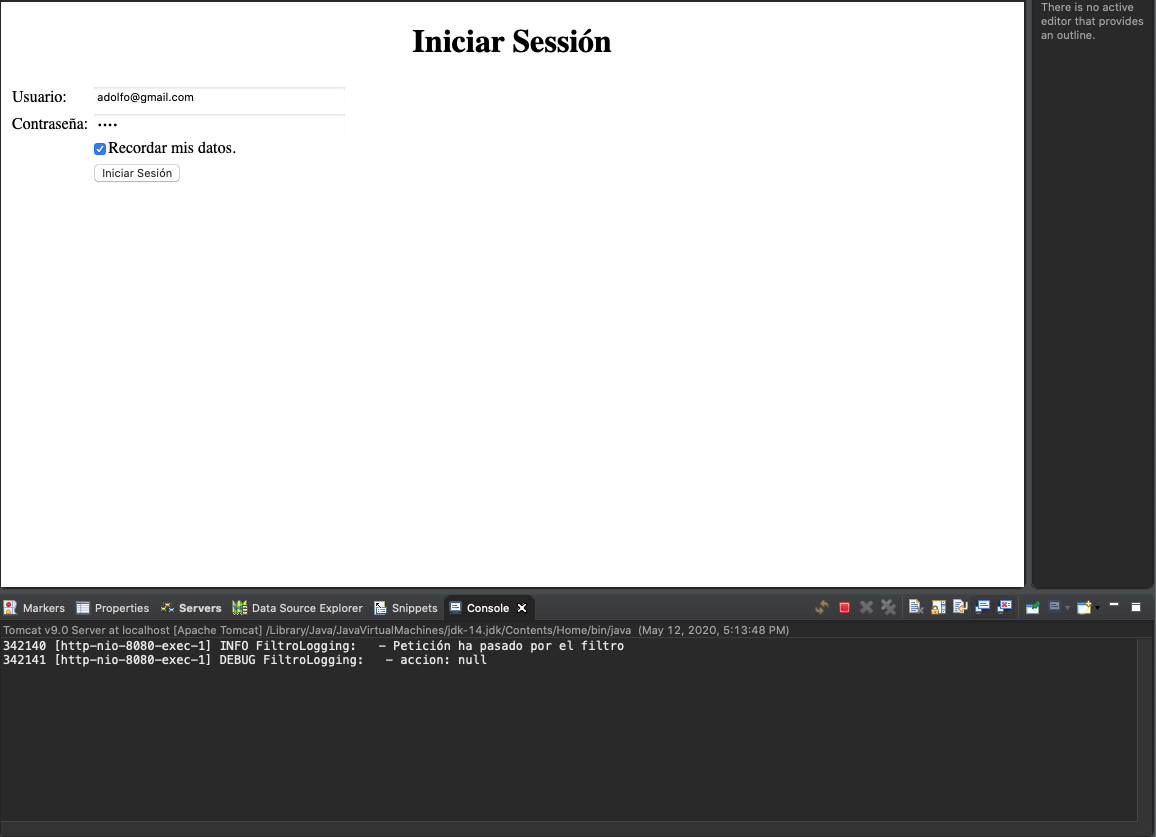 There is no active
editor that provides
an outline.
Iniciar Sessión
Usuario: adolfo@gmail.com
Contraseña: ••••
Recordar mis datos.
Iniciar Sesión
Markers Properties Servers Data Source Explorer Snippets Console
Tomcat v9.0 Server at localhost [Apache Tomcat] /Library/Java/JavaVirtualMachines/jdk-14.jdk/Contents/Home/bin/java (May 12, 2020, 5:13:48 PM)
342140 [http-nio-8080-exec-1] INFO FiltroLogging: - Petición ha pasado por el filtro
342141 [http-nio-8080-exec-1] DEBUG FiltroLogging: - accion: null